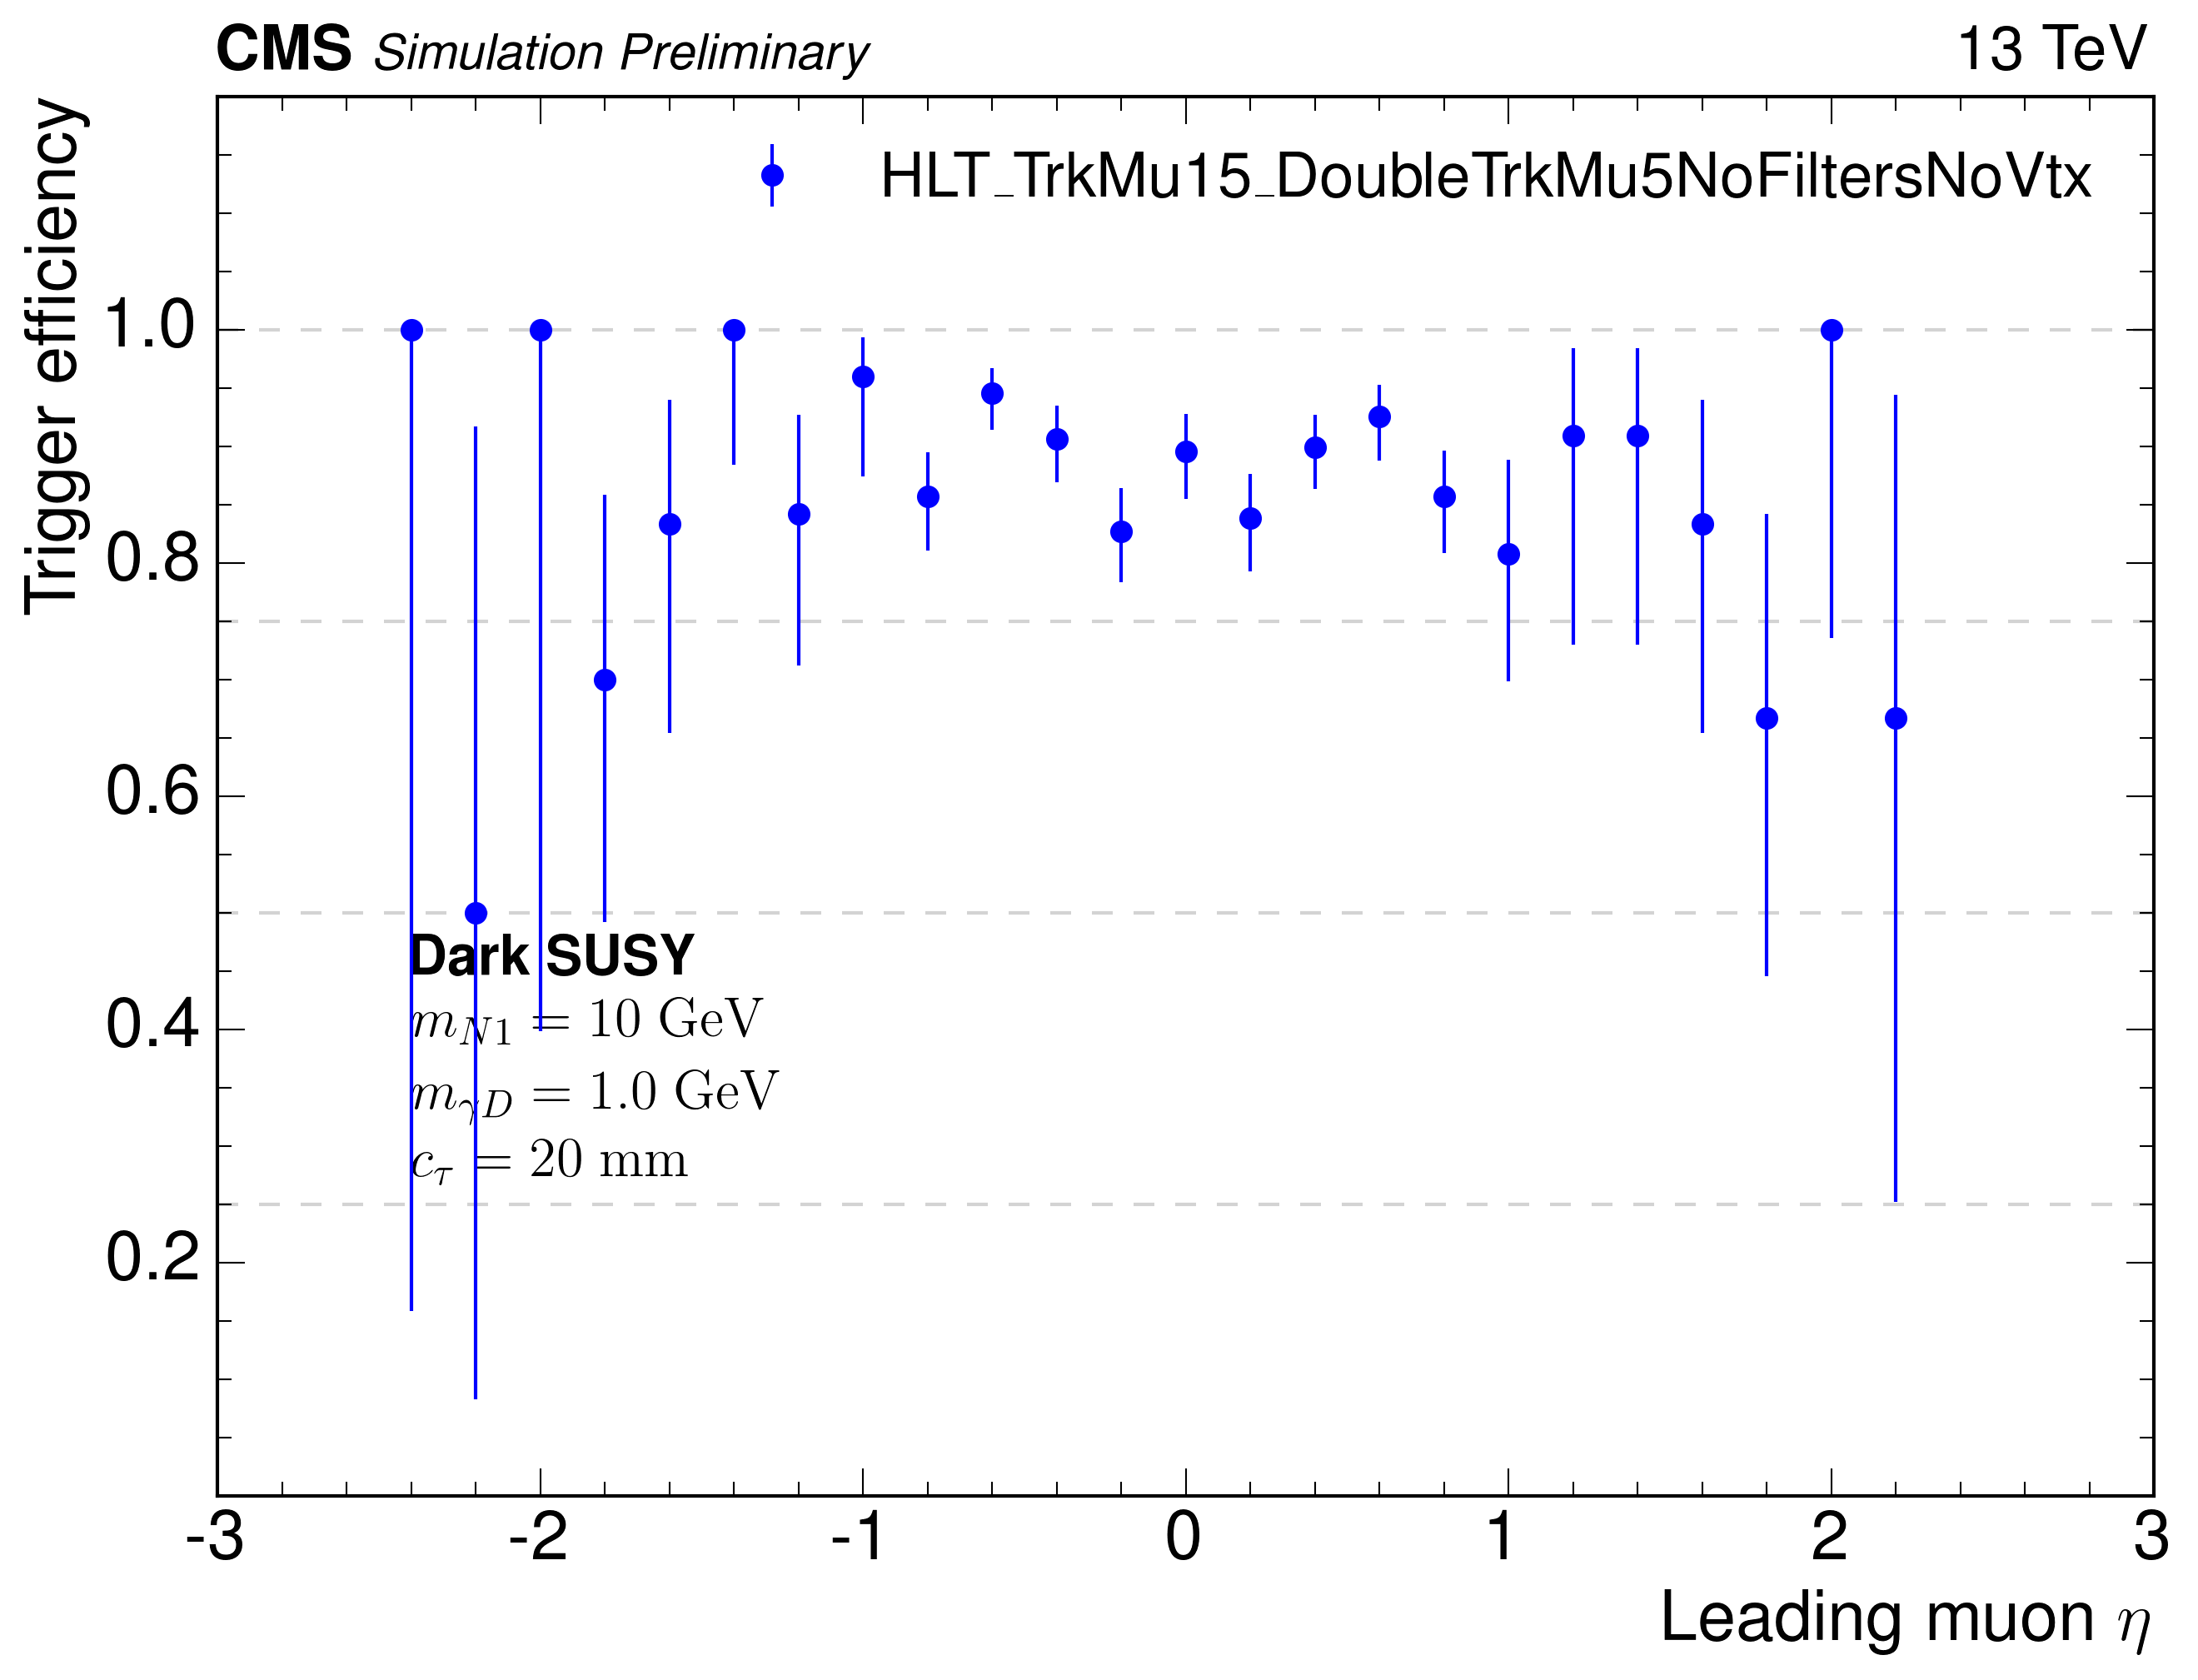 CMS Simulation Preliminary 13 TeV
HLT_TrkMu15_DoubleTrkMu5NoFiltersNoVtx
Trigger efficiency
1.0
0.8
0.6
0.4
0.2
Dark SUSY
m_{N1} = 10 GeV
m_{γD} = 1.0 GeV
c_τ = 20 mm
-3 -2 -1 0 1 2 3
Leading muon η